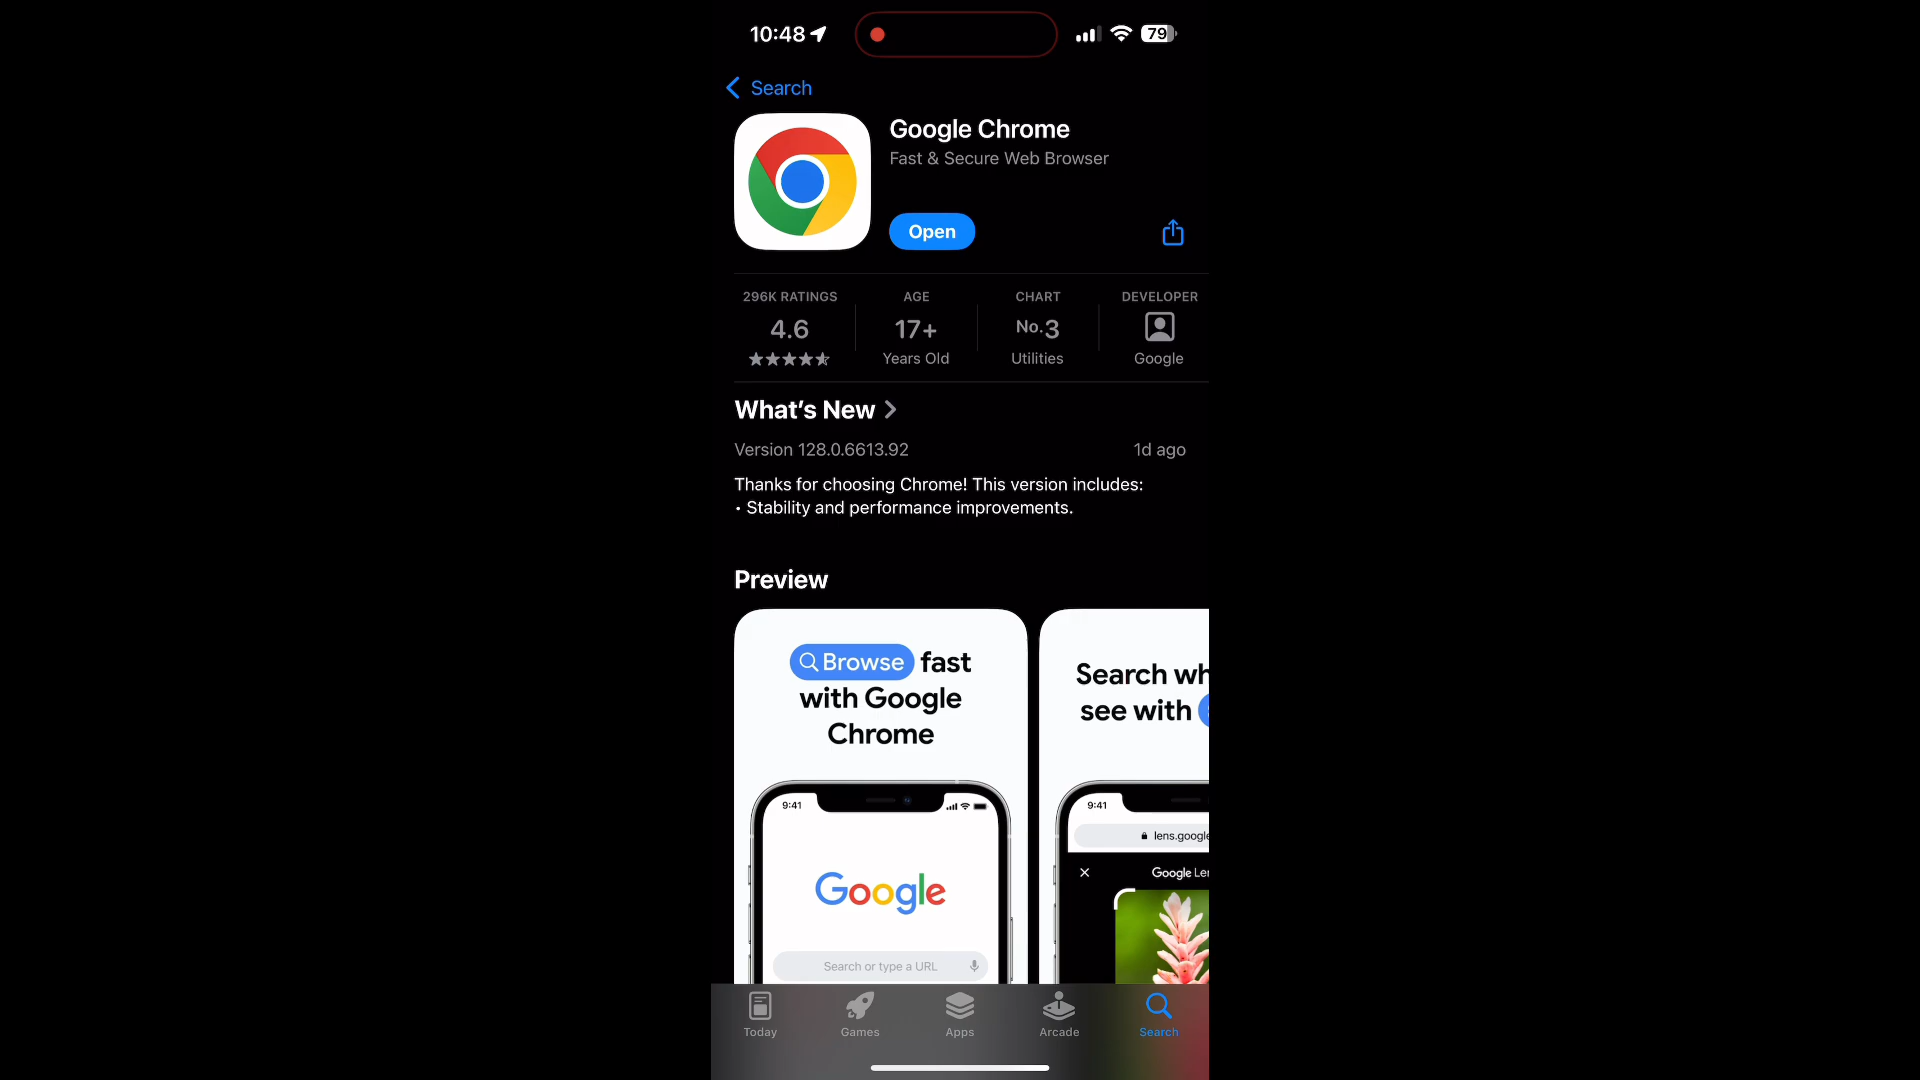 10:48
79
Search
Google Chrome
Fast & Secure Web Browser
Open
296K RATINGS
4.6
AGE
17+
Years Old
CHART
No.3
Utilities
DEVELOPER
Google
What's New
Version 128.0.6613.92
1d ago
Thanks for choosing Chrome! This version includes:
• Stability and performance improvements.
Preview
Browse fast
with Google
Chrome
9:41
Google
Search or type a URL
Search wh
see with
9:41
lens.google
Google Ler
Today
Games
Apps
Arcade
Search